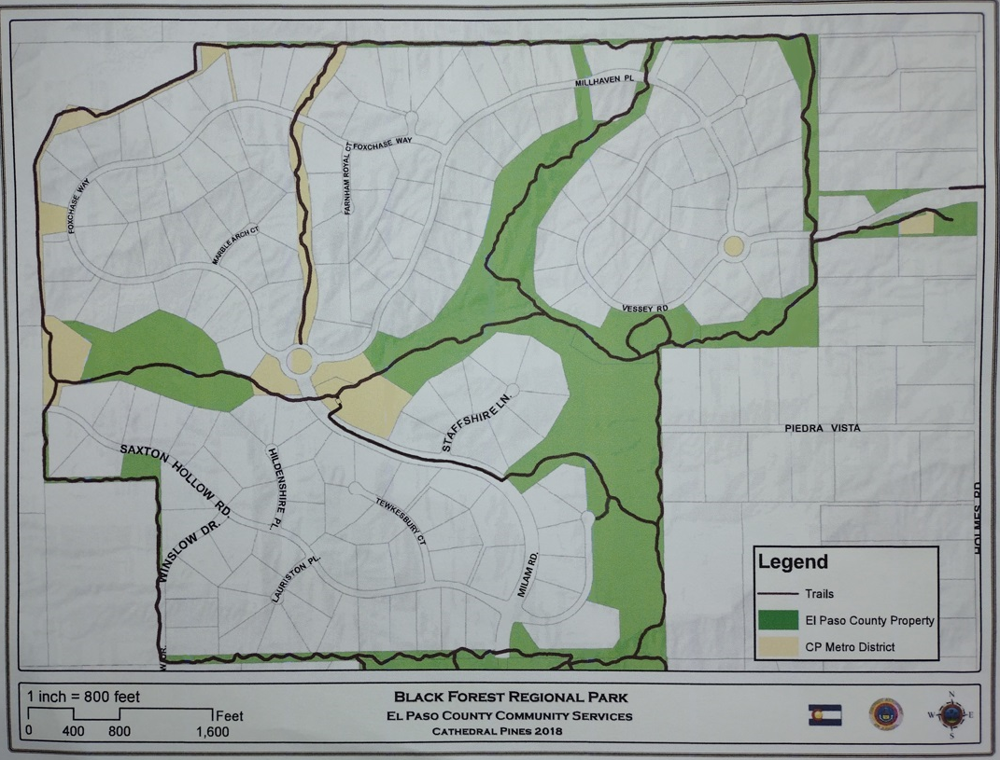 MILLHAVEN PL
FOXCHASE WAY
FARNHAM ROYAL CT
FOXCHASE WAY
MARBLE ARCH CT
VESSEY RD
STAFFSHIRE LN.
PIEDRA VISTA
SAXTON HOLLOW RD.
HILDENSHIRE PL.
WINSLOW DR.
TEWKESBURY CT
LAURISTON PL.
MILAM RD.
HOLMES RD
Legend
Trails
El Paso County Property
CP Metro District
1 inch = 800 feet
Feet
0 400 800 1,600
BLACK FOREST REGIONAL PARK
EL PASO COUNTY COMMUNITY SERVICES
CATHEDRAL PINES 2018
N
W E
S